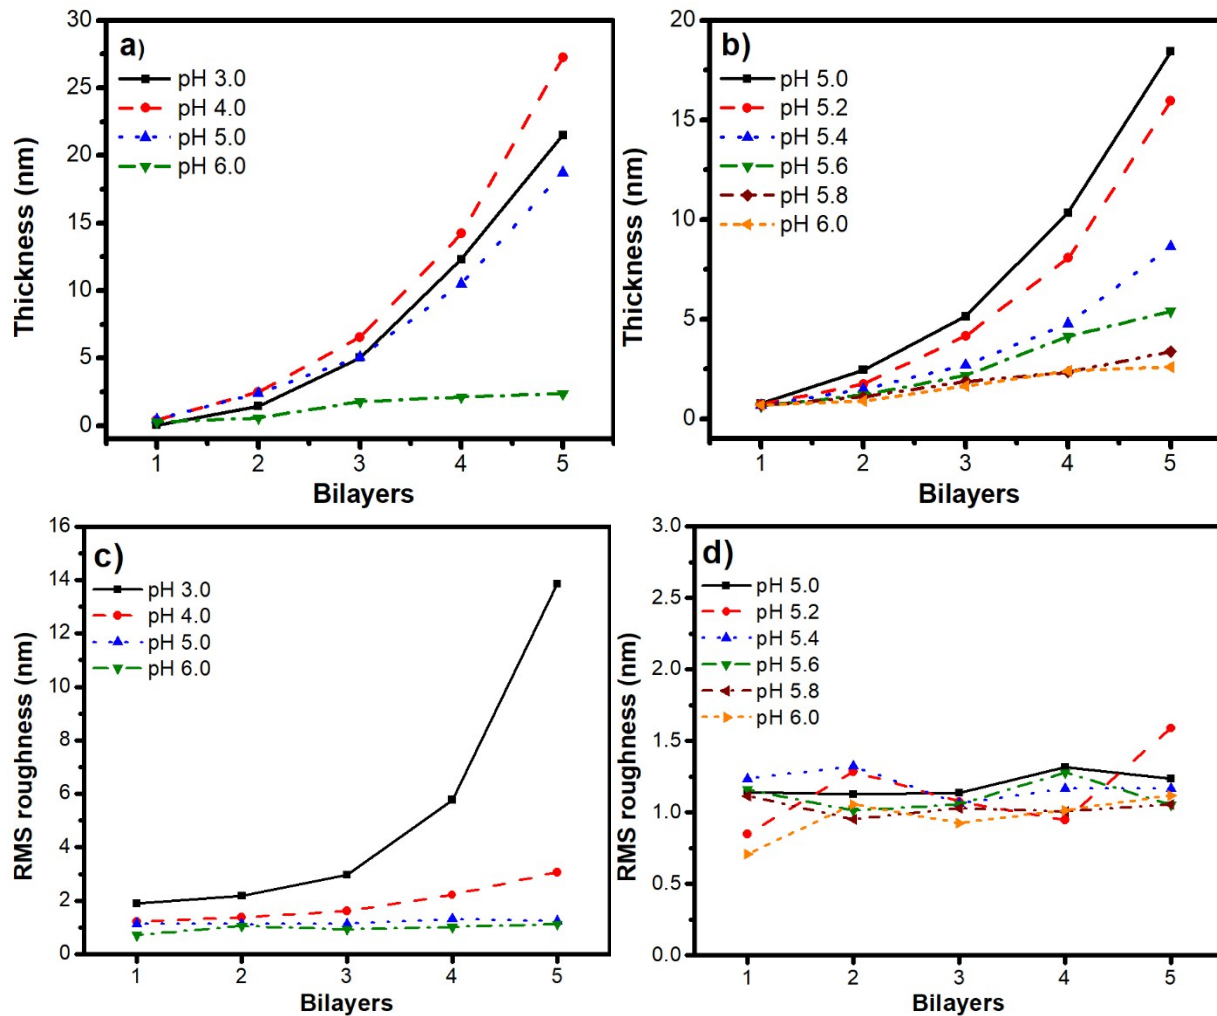 a)
pH 3.0
pH 4.0
pH 5.0
pH 6.0
30
25
20
15
10
5
0
Thickness (nm)
1 2 3 4 5
Bilayers
b)
pH 5.0
pH 5.2
pH 5.4
pH 5.6
pH 5.8
pH 6.0
20
15
10
5
0
Thickness (nm)
1 2 3 4 5
Bilayers
c)
pH 3.0
pH 4.0
pH 5.0
pH 6.0
16
14
12
10
8
6
4
2
0
RMS roughness (nm)
1 2 3 4 5
Bilayers
d)
pH 5.0
pH 5.2
pH 5.4
pH 5.6
pH 5.8
pH 6.0
3.0
2.5
2.0
1.5
1.0
0.5
0.0
RMS roughness (nm)
1 2 3 4 5
Bilayers